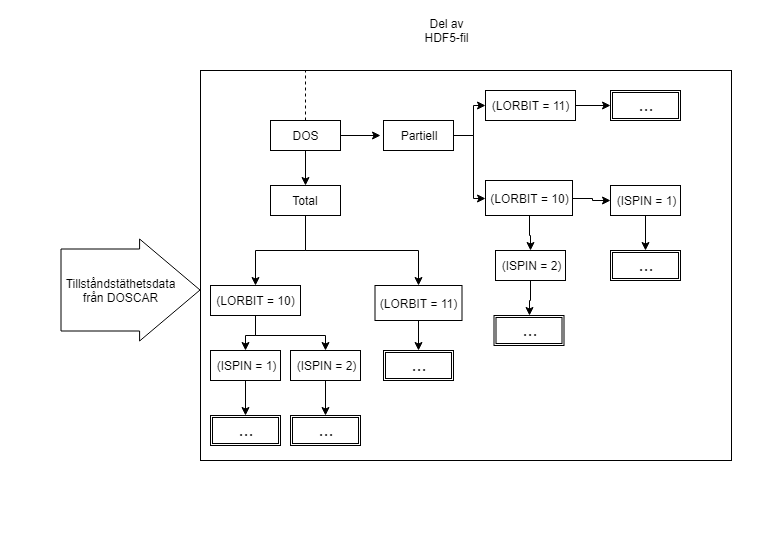 Del av
HDF5-fil
(LORBIT = 11)
...
DOS
Partiell
Total
(LORBIT = 10)
(ISPIN = 1)
(ISPIN = 2)
...
Tillståndstäthetsdata
från DOSCAR
(LORBIT = 10)
(LORBIT = 11)
...
(ISPIN = 1)
(ISPIN = 2)
...
...
...